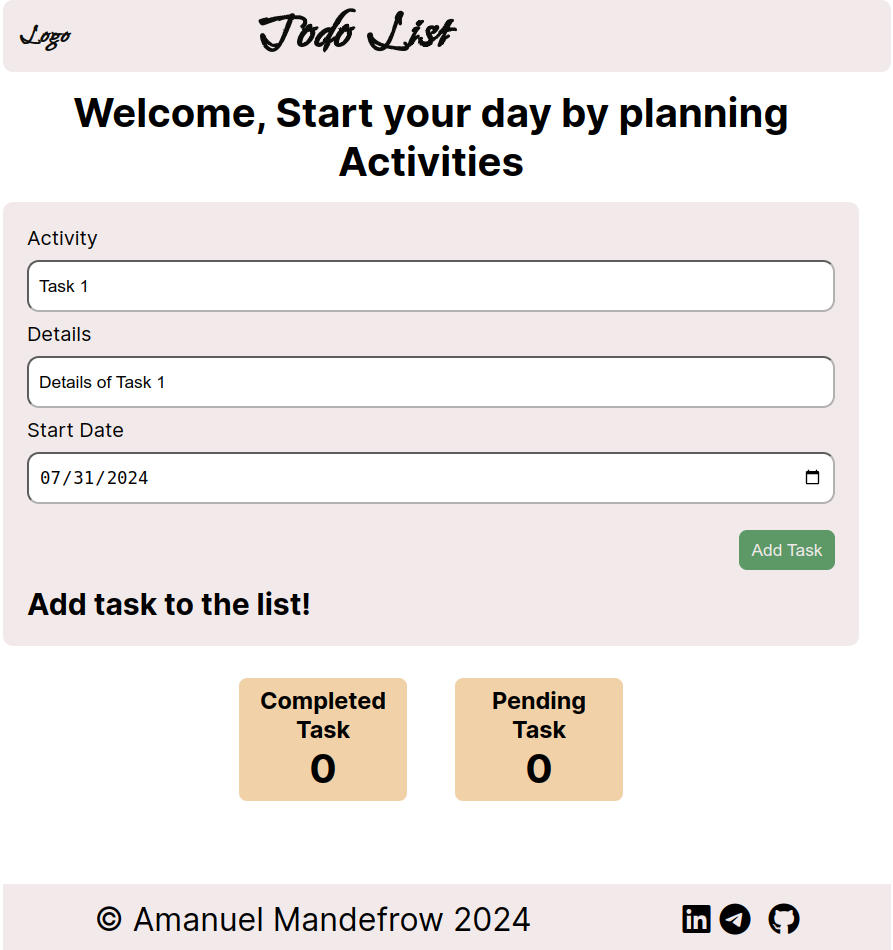 Logo
Todo List
Welcome, Start your day by planning
Activities
Activity
Task 1
Details
Details of Task 1
Start Date
07/31/2024
Add Task
Add task to the list!
Completed
Task
0
Pending
Task
0
© Amanuel Mandefrow 2024
in